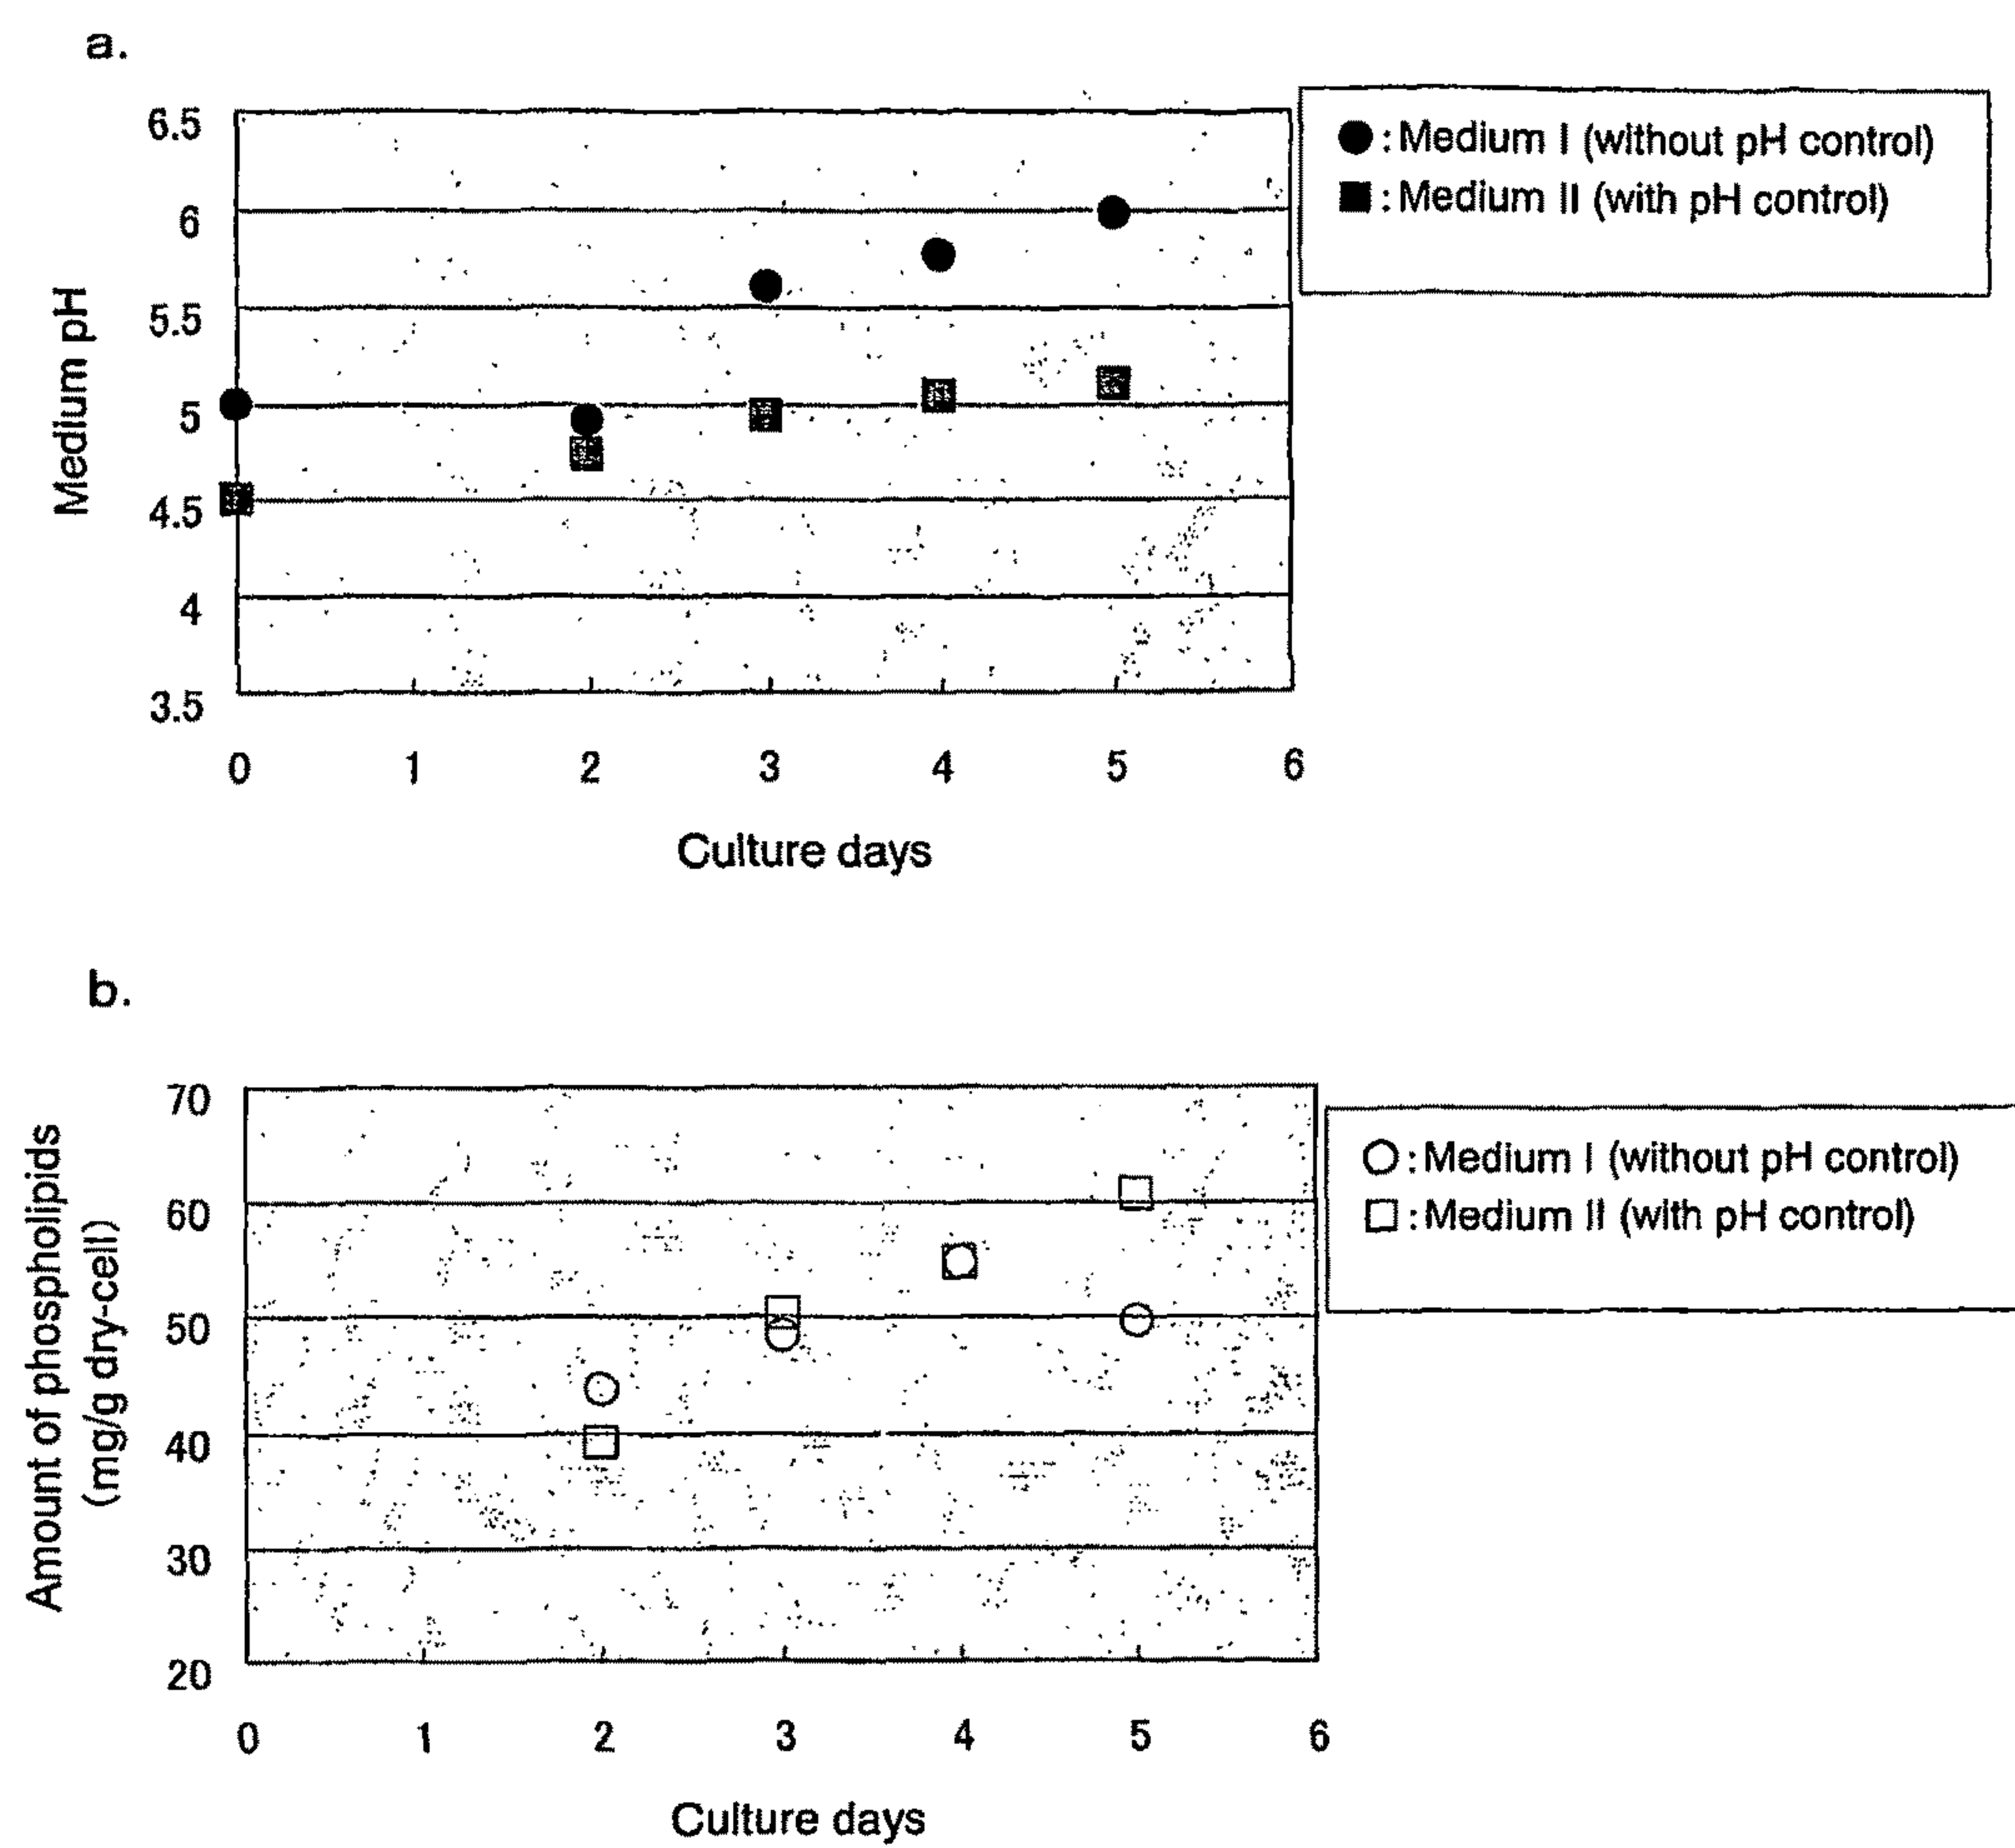 a.
6.5
6
5.5
5
4.5
4
3.5
Medium pH
0 1 2 3 4 5 6
Culture days
●: Medium I (without pH control)
■: Medium II (with pH control)
b.
70
60
50
40
30
20
Amount of phospholipids
(mg/g dry-cell)
0 1 2 3 4 5 6
Culture days
○: Medium I (without pH control)
□: Medium II (with pH control)